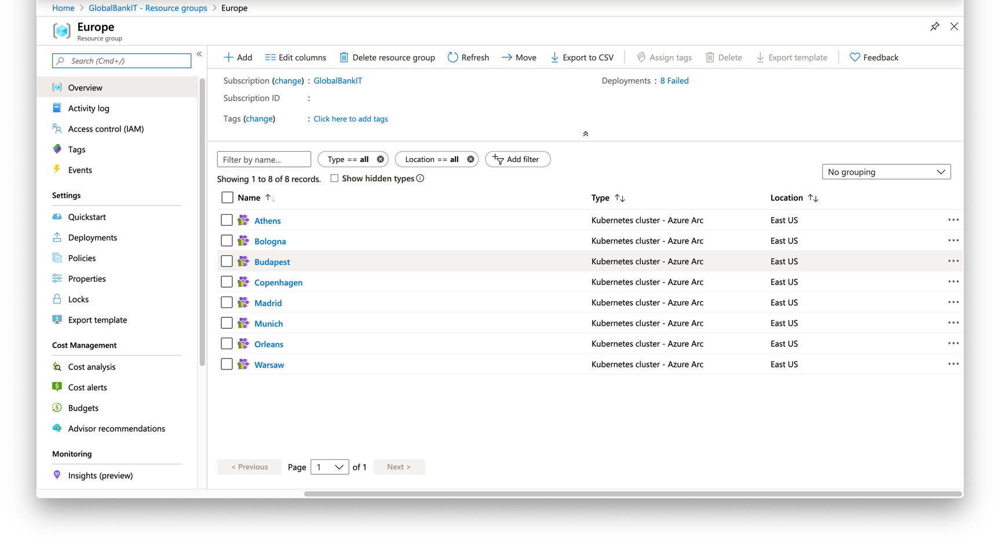 Home > GlobalBankIT - Resource groups > Europe
Europe
Resource group
Search (Cmd+/)
«
Overview
Activity log
Access control (IAM)
Tags
Events
Settings
Quickstart
Deployments
Policies
Properties
Locks
Export template
Cost Management
Cost analysis
Cost alerts
Budgets
Advisor recommendations
Monitoring
Insights (preview)
Add Edit columns Delete resource group Refresh Move Export to CSV Assign tags Delete Export template Feedback
Subscription (change) : GlobalBankIT
Deployments : 8 Failed
Subscription ID :
Tags (change) : Click here to add tags
Filter by name... Type == all Location == all Add filter
Showing 1 to 8 of 8 records. Show hidden types
No grouping
Name Type Location
Athens Kubernetes cluster - Azure Arc East US ...
Bologna Kubernetes cluster - Azure Arc East US ...
Budapest Kubernetes cluster - Azure Arc East US ...
Copenhagen Kubernetes cluster - Azure Arc East US ...
Madrid Kubernetes cluster - Azure Arc East US ...
Munich Kubernetes cluster - Azure Arc East US ...
Orleans Kubernetes cluster - Azure Arc East US ...
Warsaw Kubernetes cluster - Azure Arc East US ...
< Previous Page 1 of 1 Next >